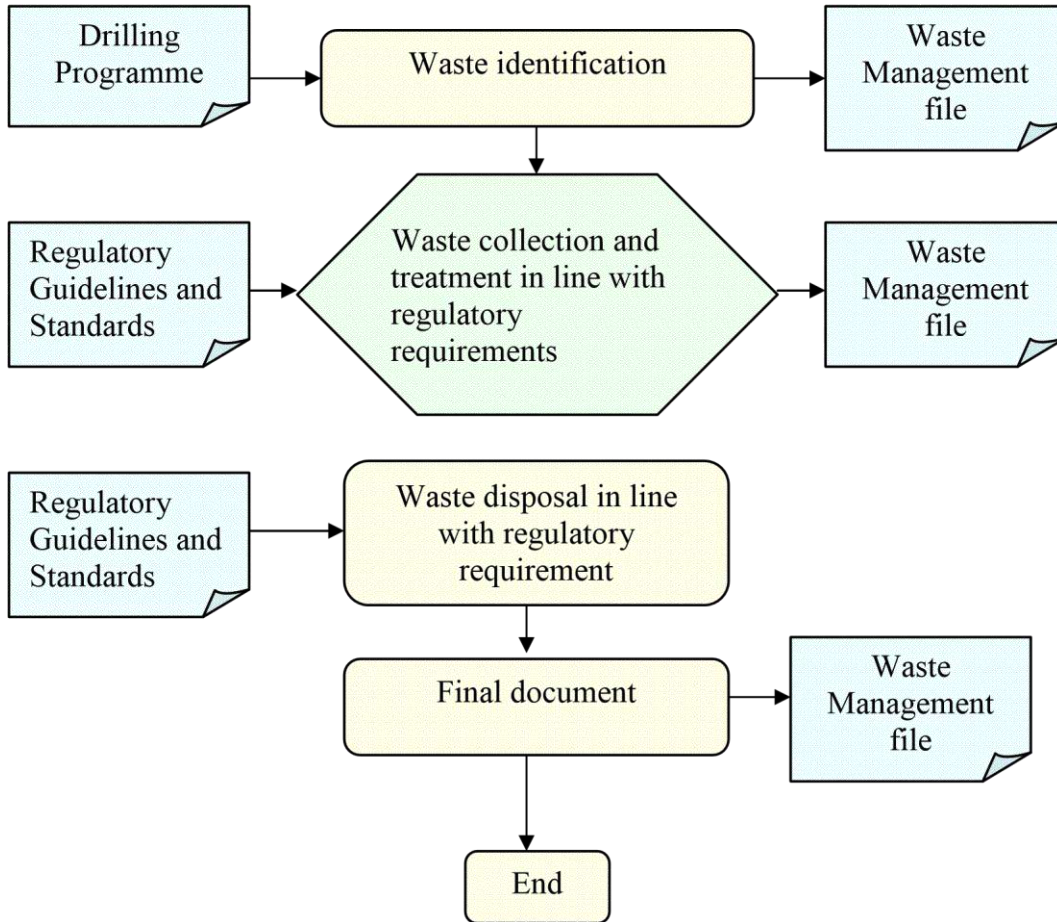 Drilling
Programme
Waste identification
Waste
Management
file
Regulatory
Guidelines and
Standards
Waste collection and
treatment in line with
regulatory
requirements
Waste
Management
file
Regulatory
Guidelines and
Standards
Waste disposal in line
with regulatory
requirement
Final document
Waste
Management
file
End